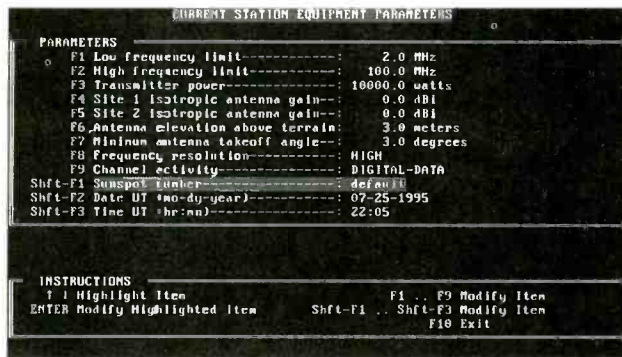 CURRENT STATION EQUIPMENT PARAMETERS
PARAMETERS
F1 Low frequency limit------------: 2.0 MHz
F2 High frequency limit-----------: 100.0 MHz
F3 Transmitter power--------------: 10000.0 watts
F4 Site 1 isotropic antenna gain--: 0.0 dBi
F5 Site 2 isotropic antenna gain--: 0.0 dBi
F6 Antenna elevation above terrain: 3.0 meters
F7 Minimum antenna takeoff angle--: 3.0 degrees
F8 Frequency resolution-----------: HIGH
F9 Channel activity---------------: DIGITAL-DATA
Shft-F1 Sunspot number-----------------: default
Shft-F2 Date UT (mo-dy-year)-----------: 07-25-1995
Shft-F3 Time UT (hr:mn)----------------: 22:05
INSTRUCTIONS
↑ ↓ Highlight Item F1 .. F9 Modify Item
ENTER Modify Highlighted Item Shft-F1 .. Shft-F3 Modify Item
F10 Exit